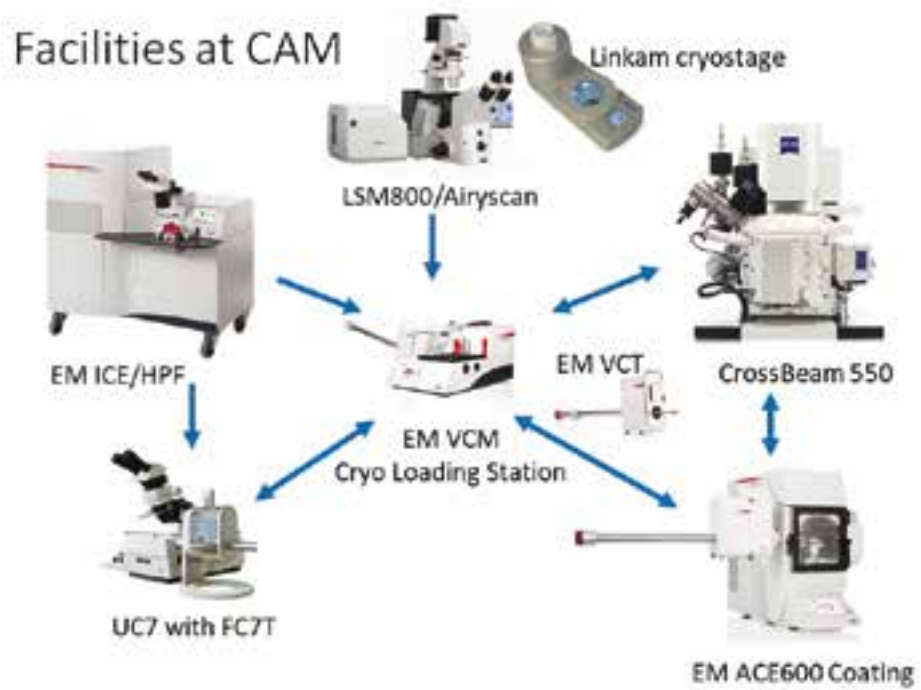 Facilities at CAM
Linkam cryostage
LSM800/Airyscan
EM ICE/HPF
EM VCT
CrossBeam 550
EM VCM
Cryo Loading Station
UC7 with FC7T
EM ACE600 Coating